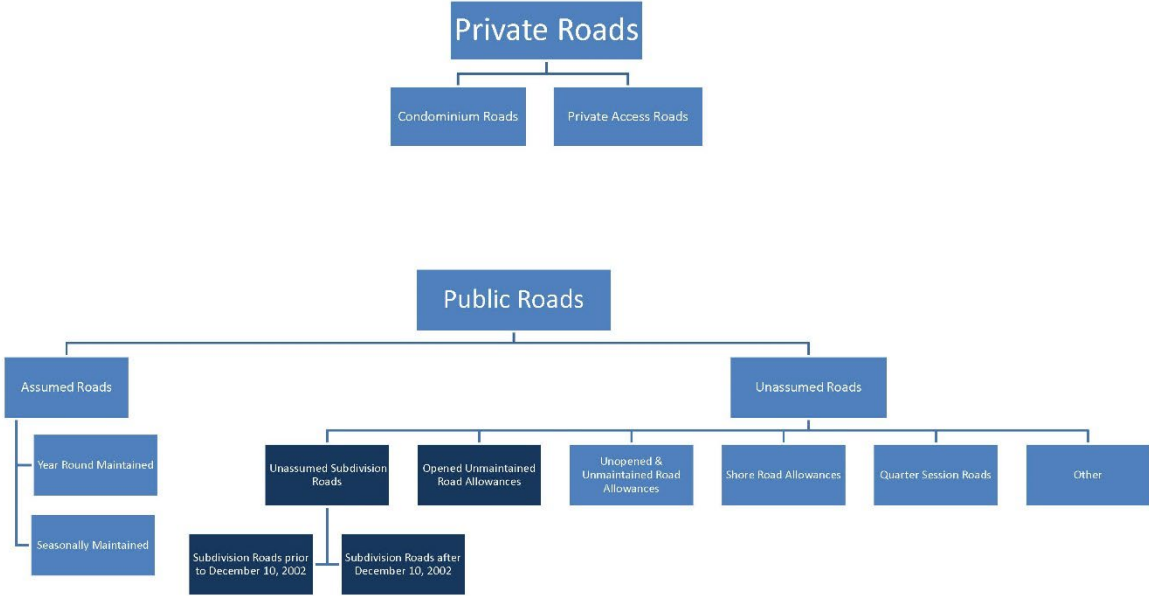 Private Roads
Condominium Roads
Private Access Roads
Public Roads
Assumed Roads
Unassumed Roads
Year Round Maintained
Seasonally Maintained
Unassumed Subdivision
Roads
Opened Unmaintained
Road Allowances
Unopened &
Unmaintained Road
Allowances
Shore Road Allowances
Quarter Session Roads
Other
Subdivision Roads prior
to December 10, 2002
Subdivision Roads after
December 10, 2002